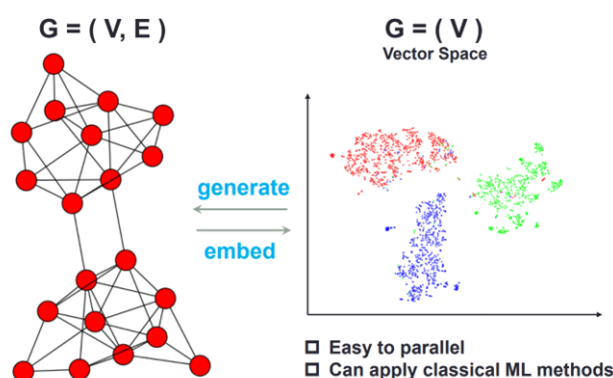 G = ( V, E )
G = ( V )
Vector Space
generate
embed
Easy to parallel
Can apply classical ML methods